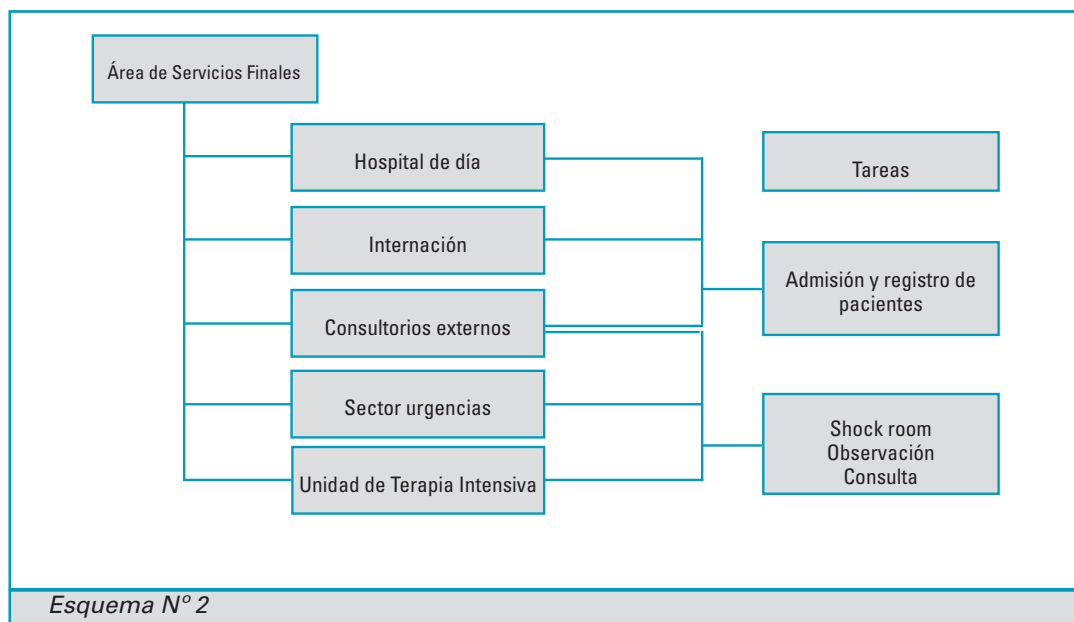 Área de Servicios Finales
Hospital de día
Tareas
Internación
Admisión y registro de
pacientes
Consultorios externos
Sector urgencias
Shock room
Observación
Consulta
Unidad de Terapia Intensiva
Esquema Nº 2